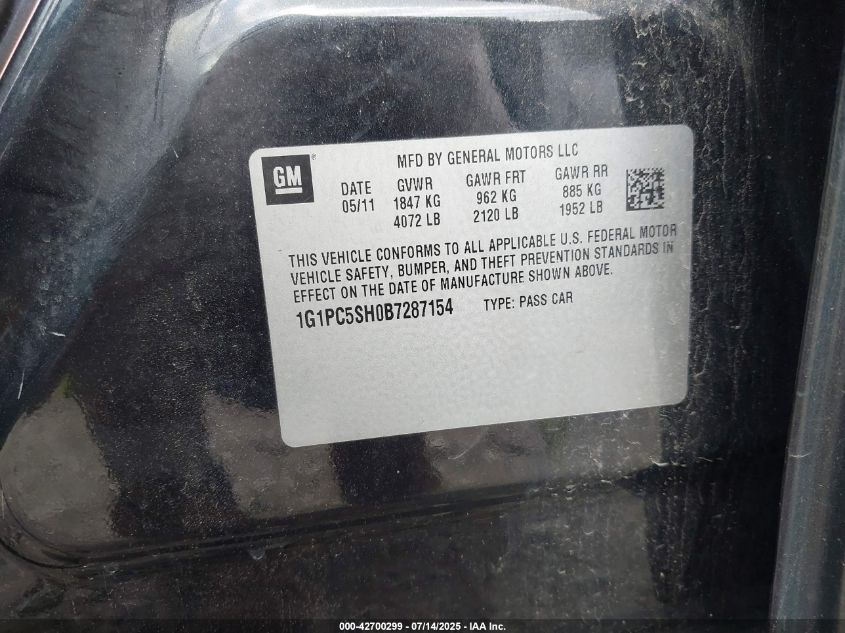 GM®
MFD BY GENERAL MOTORS LLC
DATE GVWR GAWR FRT GAWR RR
05/11 1847 KG 962 KG 885 KG
4072 LB 2120 LB 1952 LB
THIS VEHICLE CONFORMS TO ALL APPLICABLE U.S. FEDERAL MOTOR
VEHICLE SAFETY, BUMPER, AND THEFT PREVENTION STANDARDS IN
EFFECT ON THE DATE OF MANUFACTURE SHOWN ABOVE.
1G1PC5SH0B7287154 TYPE: PASS CAR
000-42700299 - 07/14/2025 - IAA Inc.